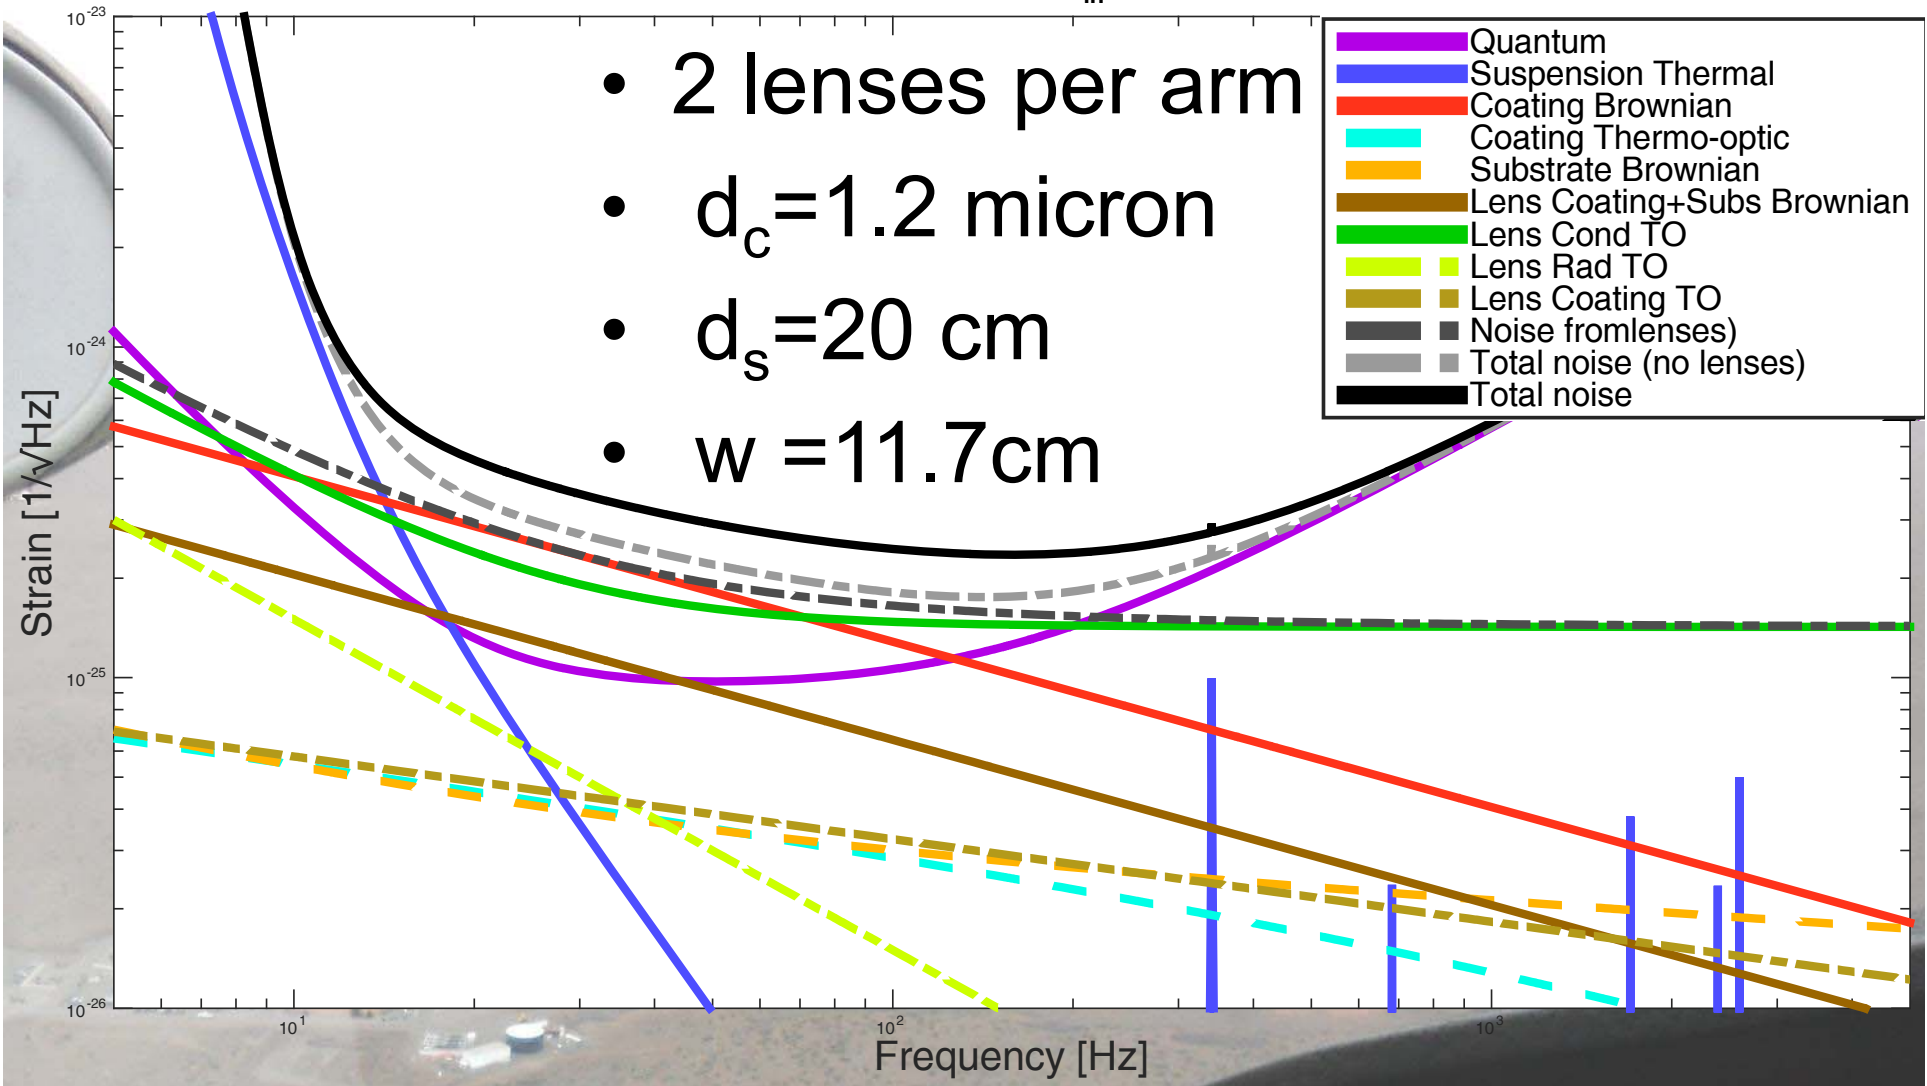 in
10^-23
• 2 lenses per arm
• d_c=1.2 micron
• d_s=20 cm
• w =11.7cm
Quantum
Suspension Thermal
Coating Brownian
Coating Thermo-optic
Substrate Brownian
Lens Coating+Subs Brownian
Lens Cond TO
Lens Rad TO
Lens Coating TO
Noise fromlenses)
Total noise (no lenses)
Total noise
10^-24
Strain [1/√Hz]
10^-25
10^-26
10^1
10^2
10^3
Frequency [Hz]